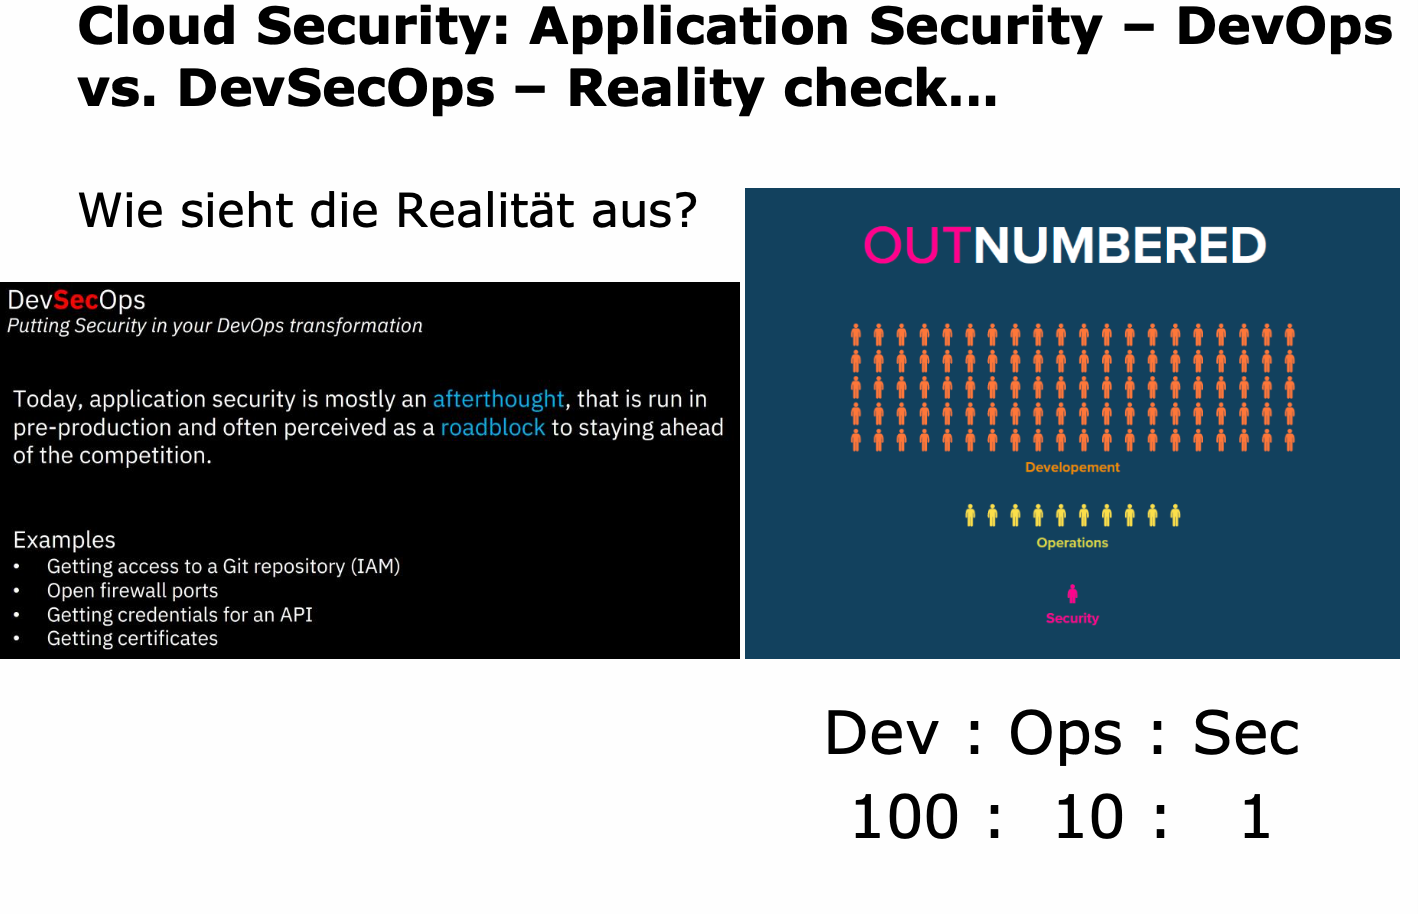 Cloud Security: Application Security – DevOps
vs. DevSecOps – Reality check...
Wie sieht die Realität aus?
DevSecOps
Putting Security in your DevOps transformation
Today, application security is mostly an afterthought, that is run in
pre-production and often perceived as a roadblock to staying ahead
of the competition.
Examples
• Getting access to a Git repository (IAM)
• Open firewall ports
• Getting credentials for an API
• Getting certificates
OUTNUMBERED
Developement
Operations
Security
Dev : Ops : Sec
100 : 10 : 1